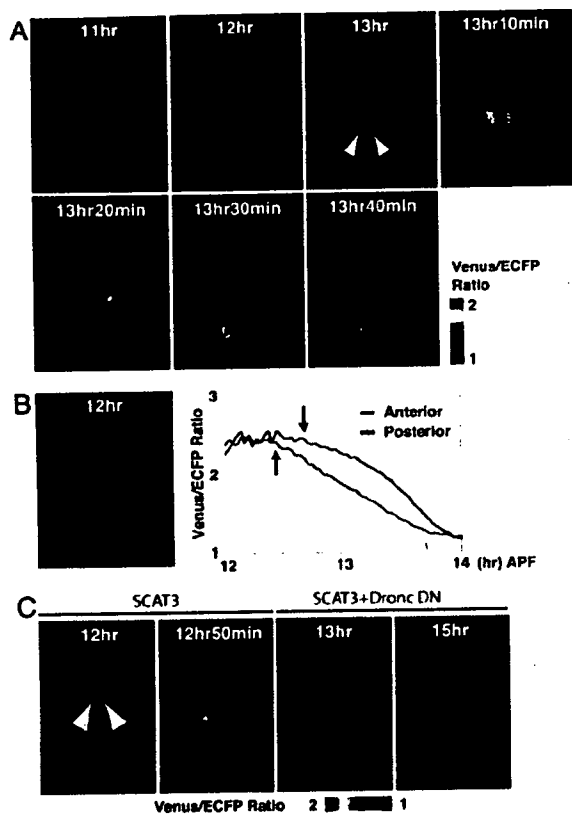 A
11hr
12hr
13hr
13hr10min
13hr20min
13hr30min
13hr40min
Venus/ECFP
Ratio
2
1
B
12hr
Venus/ECFP Ratio
3
2
1
Anterior
Posterior
12
13
14 (hr) APF
C
SCAT3
SCAT3+Dronc DN
12hr
12hr50min
13hr
15hr
Venus/ECFP Ratio
2
1